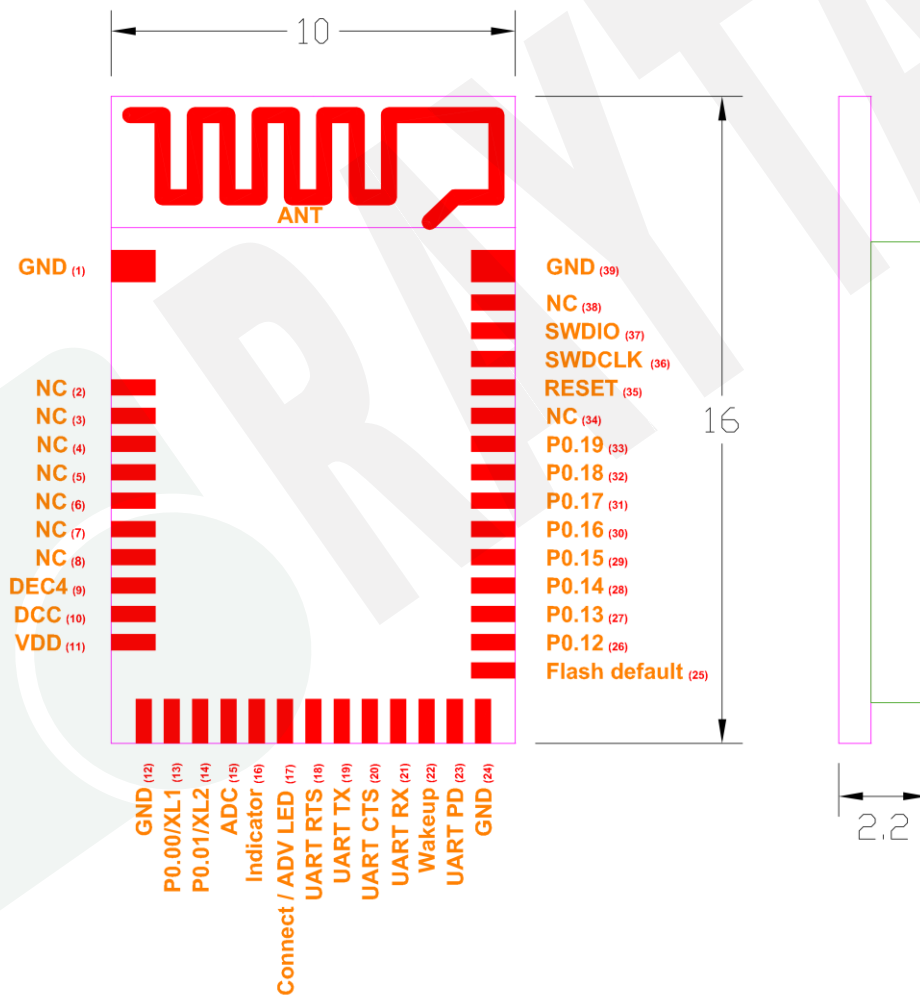 10
ANT
GND (1)
NC (2)
NC (3)
NC (4)
NC (5)
NC (6)
NC (7)
NC (8)
DEC4 (9)
DCC (10)
VDD (11)
GND (39)
NC (38)
SWDIO (37)
SWDCLK (36)
RESET (35)
NC (34)
P0.19 (33)
P0.18 (32)
P0.17 (31)
P0.16 (30)
P0.15 (29)
P0.14 (28)
P0.13 (27)
P0.12 (26)
Flash default (25)
16
2.2
GND (12)
P0.00/XL1 (13)
P0.01/XL2 (14)
ADC (15)
Indicator (16)
Connect / ADV LED (17)
UART RTS (18)
UART TX (19)
UART CTS (20)
UART RX (21)
Wakeup (22)
UART PD (23)
GND (24)
RAYTA